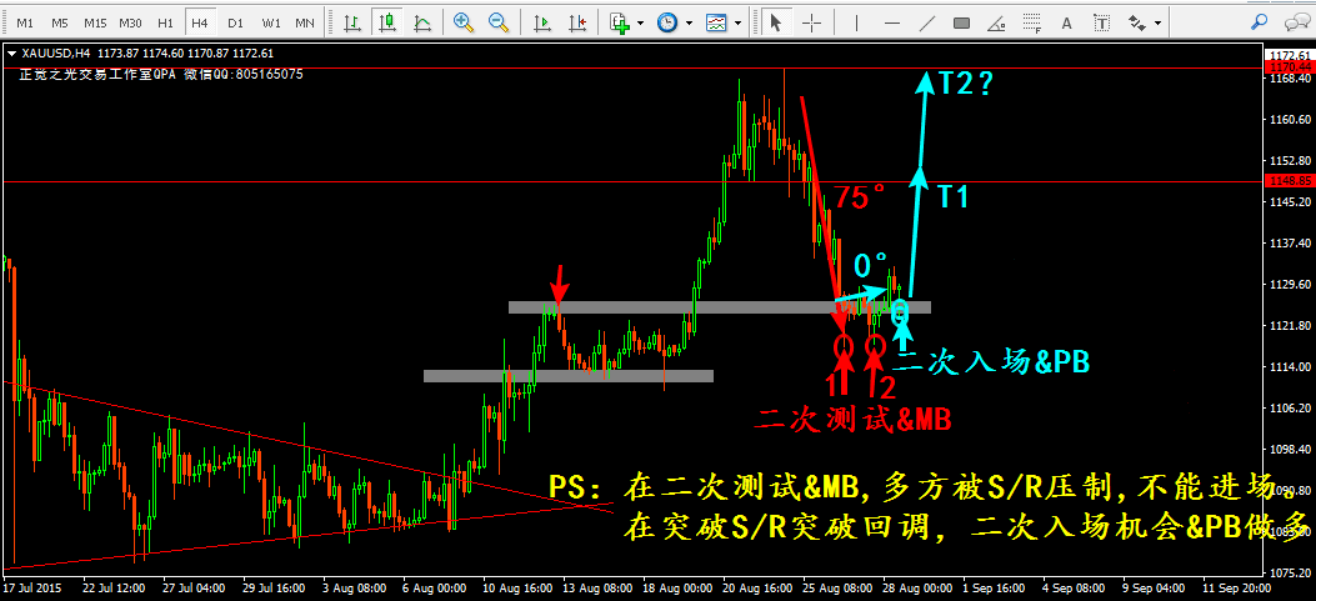 M1 M5 M15 M30 H1 H4 D1 W1 MN
A T
XAUUSD,H4 1173.87 1174.60 1170.87 1172.61
正觉之光交易工作室QPA 微信QQ:805165075
1172.61
1170.44
1168.40
T2?
1160.60
1152.80
1148.85
75°
T1
1145.20
1137.40
0°
1129.60
1121.80
二次入场&PB
1114.00
1 2
1106.20
二次测试&MB
1098.40
PS: 在二次测试&MB,多方被S/R压制,不能进场。
1090.80
在突破S/R突破回调, 二次入场机会&PB做多
1075.20
17 Jul 2015 22 Jul 12:00 27 Jul 04:00 29 Jul 16:00 3 Aug 08:00 6 Aug 00:00 10 Aug 16:00 13 Aug 08:00 18 Aug 00:00 20 Aug 16:00 25 Aug 08:00 28 Aug 00:00 1 Sep 16:00 4 Sep 08:00 9 Sep 04:00 11 Sep 20:00